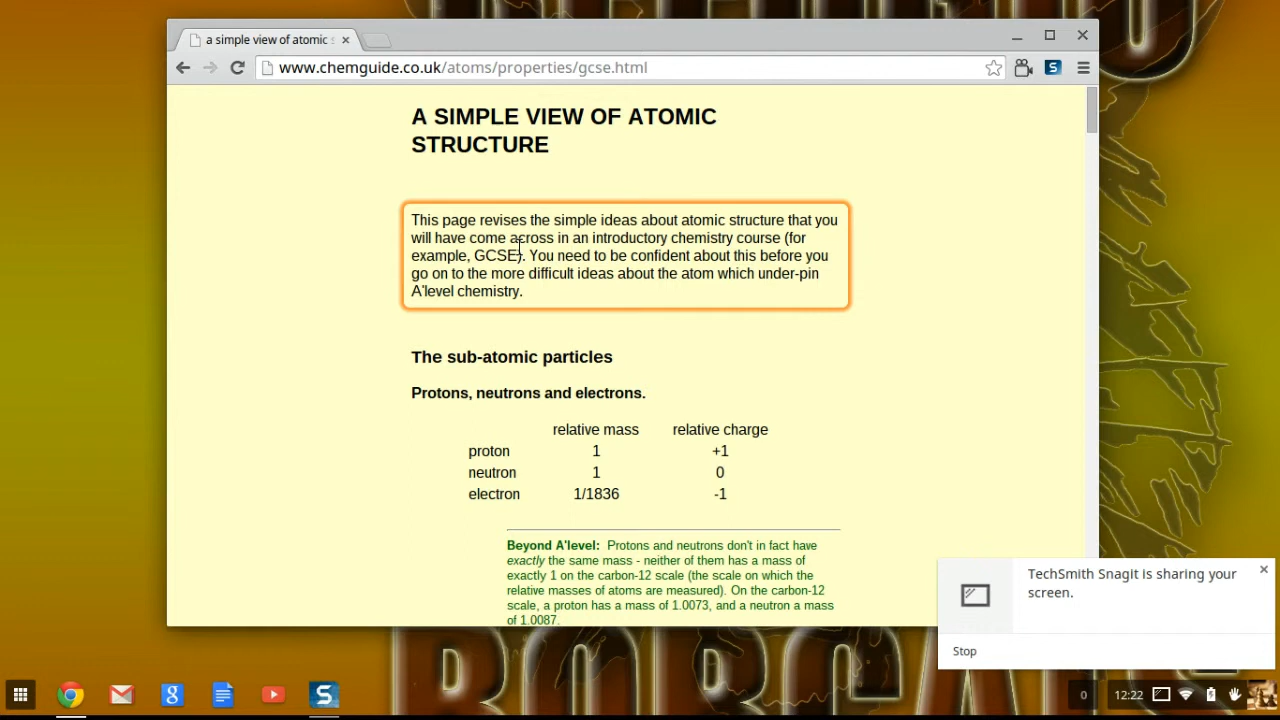 a simple view of atomic s
www.chemguide.co.uk/atoms/properties/gcse.html
A SIMPLE VIEW OF ATOMIC
STRUCTURE
This page revises the simple ideas about atomic structure that you
will have come across in an introductory chemistry course (for
example, GCSE). You need to be confident about this before you
go on to the more difficult ideas about the atom which under-pin
A'level chemistry.
The sub-atomic particles
Protons, neutrons and electrons.
relative mass relative charge
proton 1 +1
neutron 1 0
electron 1/1836 -1
Beyond A'level: Protons and neutrons don't in fact have
exactly the same mass - neither of them has a mass of
exactly 1 on the carbon-12 scale (the scale on which the
relative masses of atoms are measured). On the carbon-12
scale, a proton has a mass of 1.0073, and a neutron a mass
of 1.0087.
TechSmith SnagIt is sharing your
screen.
Stop
0 12:22